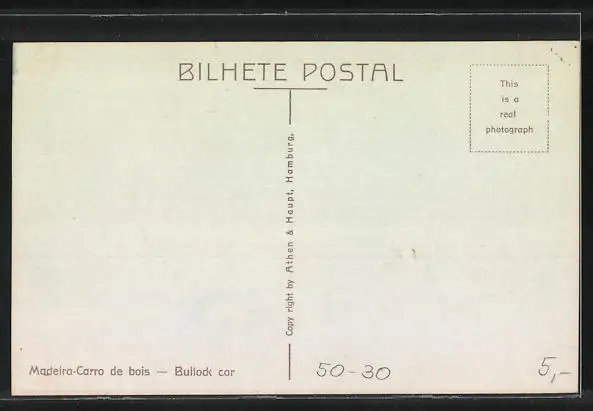 BILHETE POSTAL
This
is a
real
photograph
Copy right by Athen & Haupt, Hamburg.
Madeira-Carro de bois — Bullock car
50-30
5,-